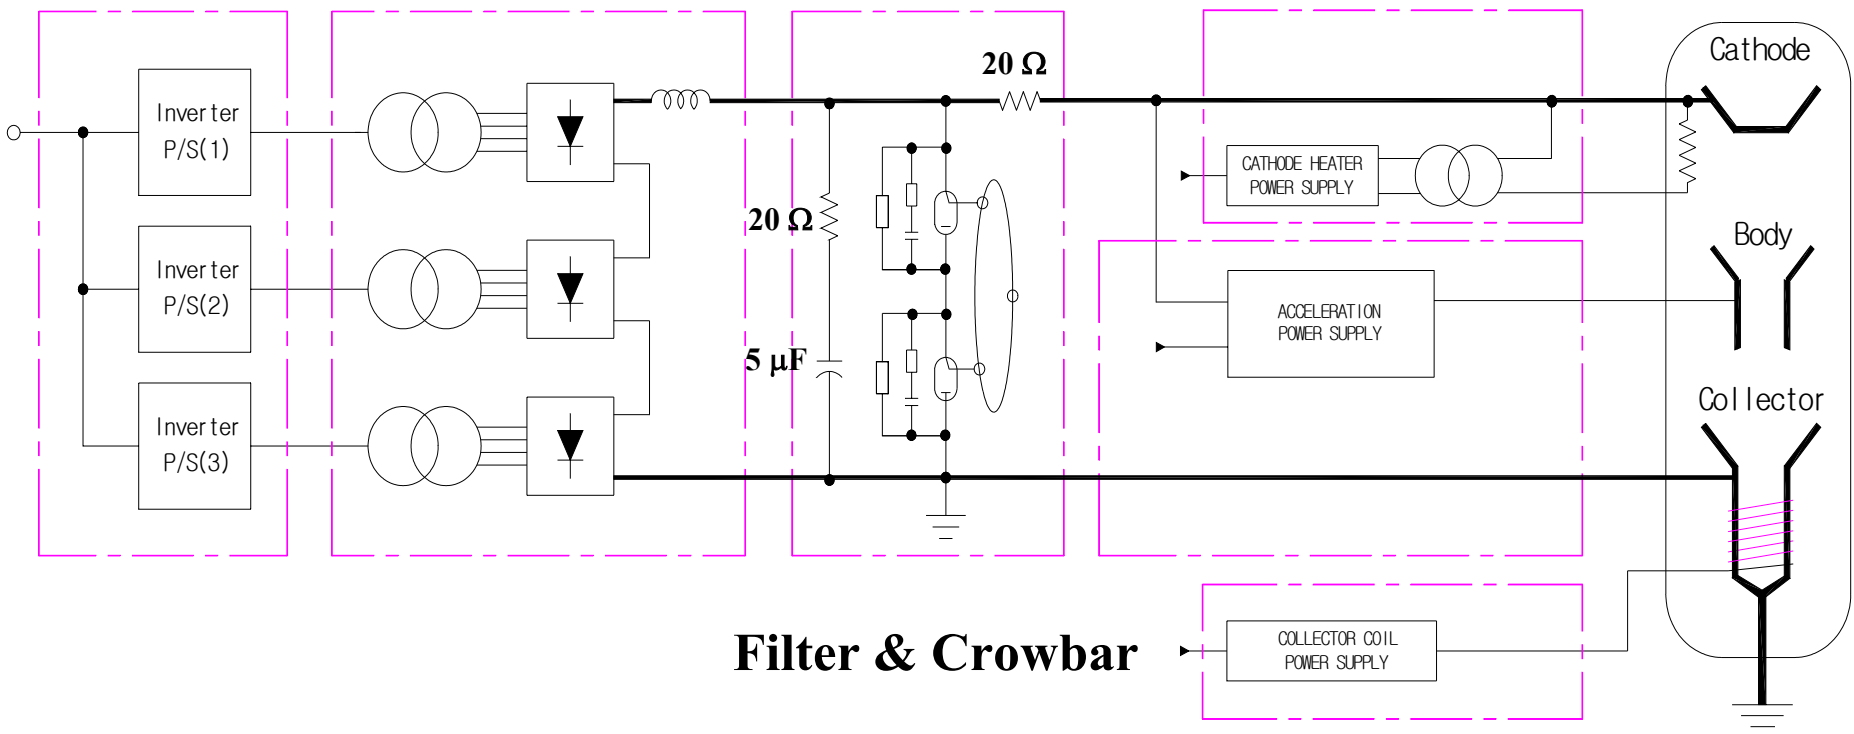 Inverter
P/S(1)
Inverter
P/S(2)
Inverter
P/S(3)
20 Ω
5 µF
20 Ω
CATHODE HEATER
POWER SUPPLY
ACCELERATION
POWER SUPPLY
COLLECTOR COIL
POWER SUPPLY
Cathode
Body
Collector
Filter & Crowbar